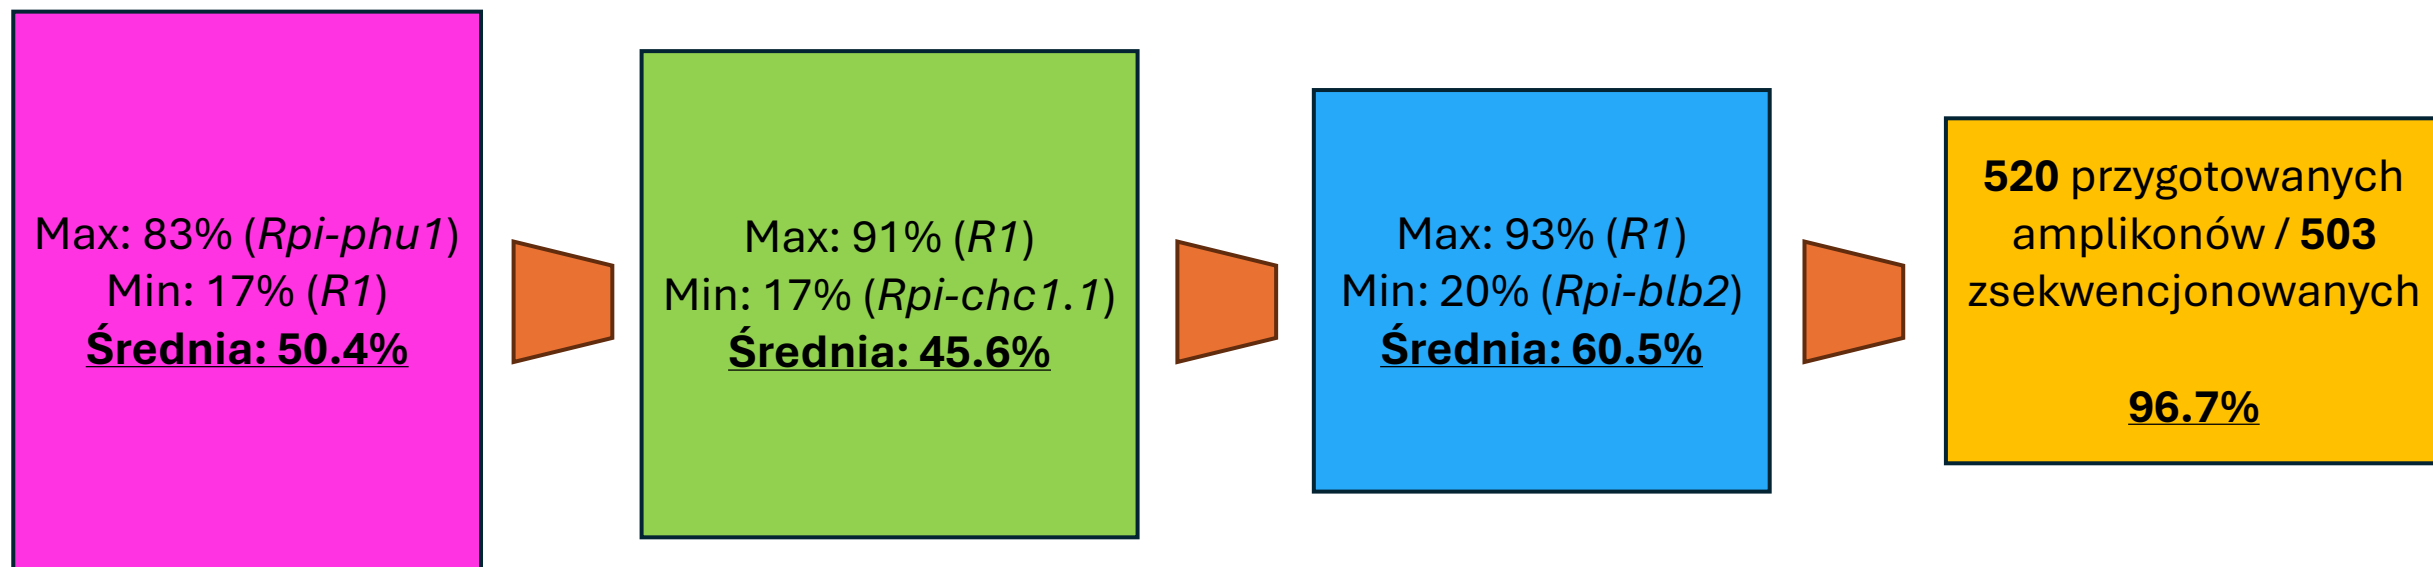 Max: 83% (Rpi-phu1)
Min: 17% (R1)
Średnia: 50.4%
Max: 91% (R1)
Min: 17% (Rpi-chc1.1)
Średnia: 45.6%
Max: 93% (R1)
Min: 20% (Rpi-blb2)
Średnia: 60.5%
520 przygotowanych
amplikonów / 503
zsekwencjonowanych
96.7%